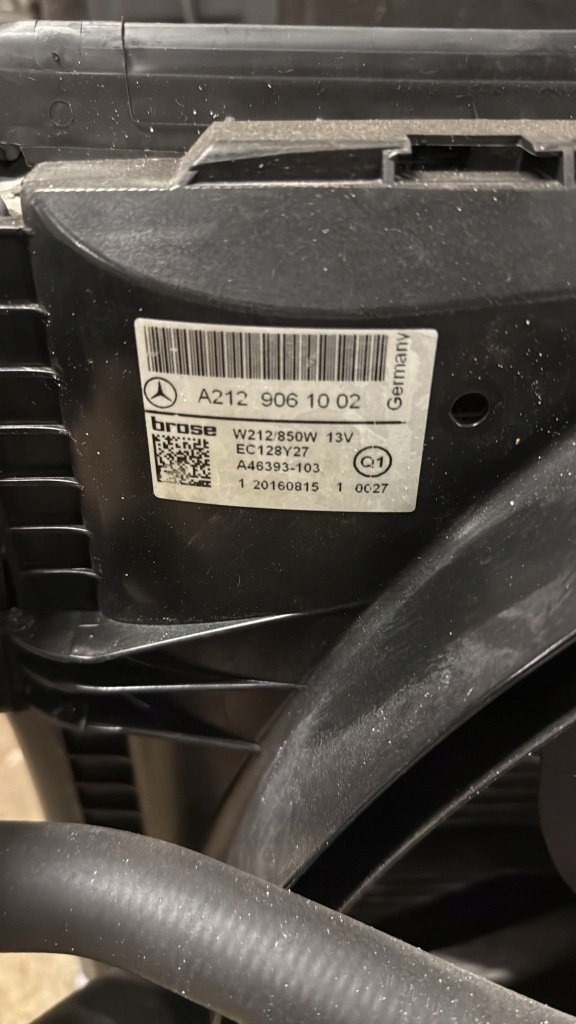 A212 906 10 02
Germany
brose
W212/850W 13V
EC128Y27
A46393-103
Q1
1 20160815 1 0027